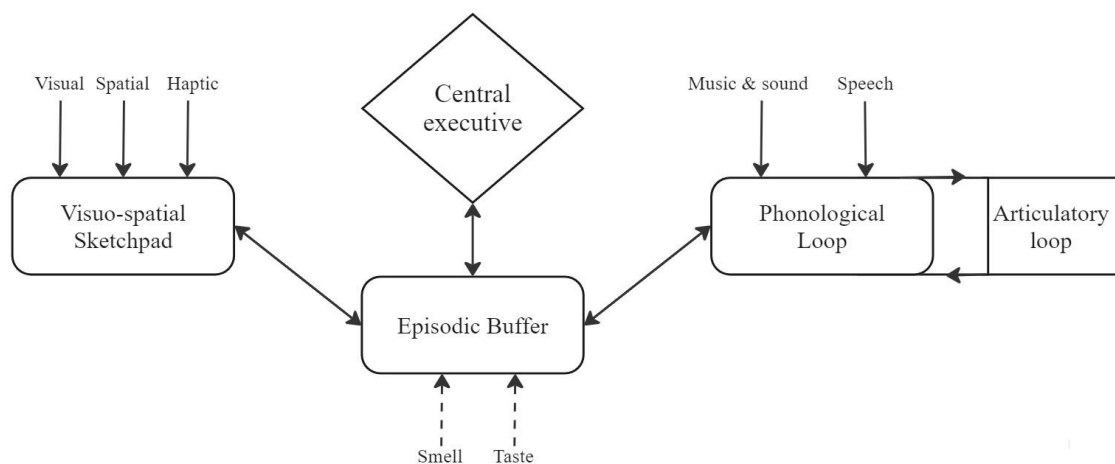 Visual Spatial Haptic
Central
executive
Music & sound Speech
Visuo-spatial
Sketchpad
Phonological
Loop
Articulatory
loop
Episodic Buffer
Smell Taste